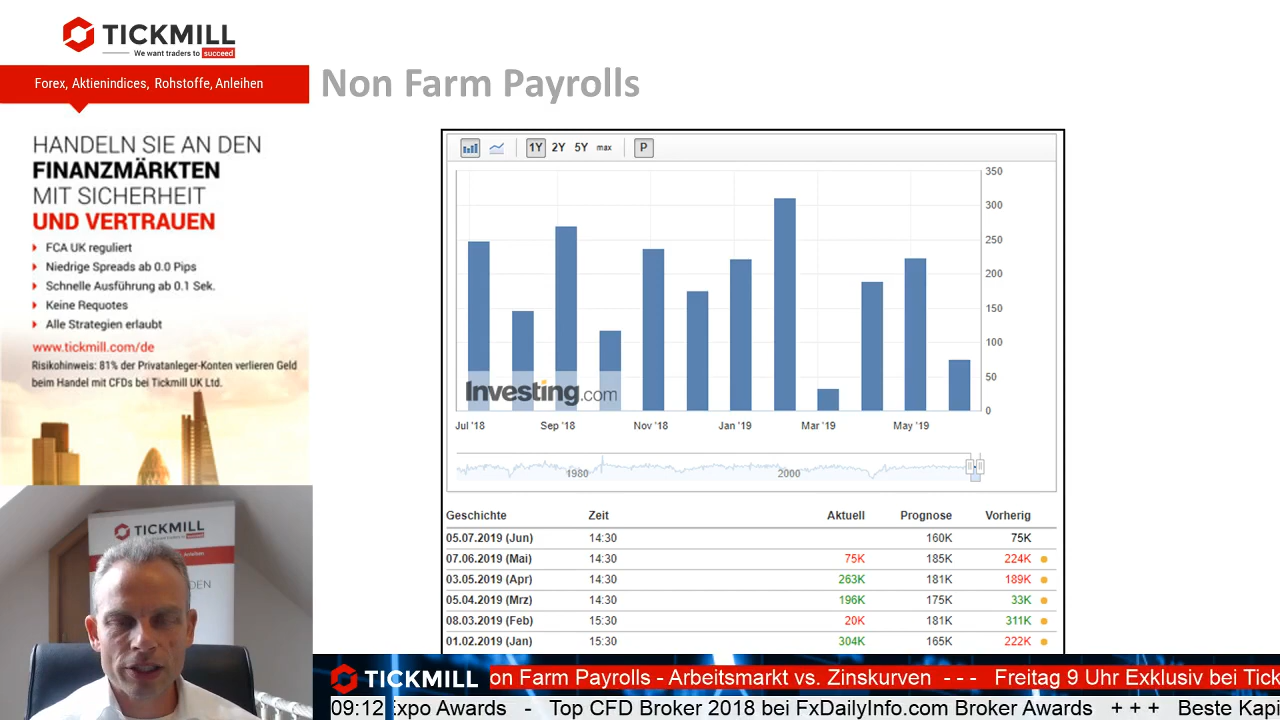 TICKMILL
We want traders to succeed
Forex, Aktienindices, Rohstoffe, Anleihen
HANDELN SIE AN DEN
FINANZMÄRKTEN
MIT SICHERHEIT
UND VERTRAUEN
FCA UK reguliert
Niedrige Spreads ab 0.0 Pips
Schnelle Ausführung ab 0.1 Sek.
Keine Requotes
Alle Strategien erlaubt
www.tickmill.com/de
Risikohinweis: 81% der Privatanleger-Konten verlieren Geld
beim Handel mit CFDs bei Tickmill UK Ltd.
TICKMILL
Non Farm Payrolls
1Y 2Y 5Y max P
350
300
250
200
150
100
50
0
Investing.com
Jul '18 Sep '18 Nov '18 Jan '19 Mar '19 May '19
1980 2000
Geschichte Zeit Aktuell Prognose Vorherig
05.07.2019 (Jun) 14:30 160K 75K
07.06.2019 (Mai) 14:30 75K 185K 224K
03.05.2019 (Apr) 14:30 263K 181K 189K
05.04.2019 (Mrz) 14:30 196K 175K 33K
08.03.2019 (Feb) 15:30 20K 181K 311K
01.02.2019 (Jan) 15:30 304K 165K 222K
TICKMILL on Farm Payrolls - Arbeitsmarkt vs. Zinskurven - - - Freitag 9 Uhr Exklusiv bei Tick
09:12 Expo Awards - Top CFD Broker 2018 bei FxDailyInfo.com Broker Awards + + + Beste Kapi